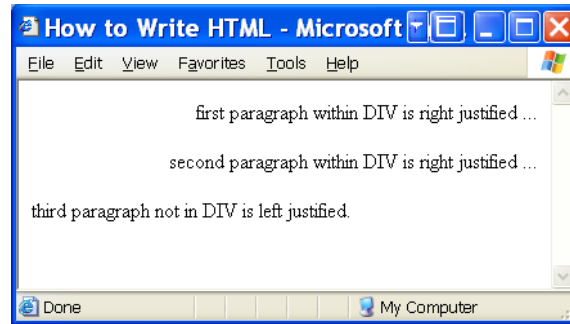 How to Write HTML - Microsoft
File Edit View Favorites Tools Help
first paragraph within DIV is right justified ...
second paragraph within DIV is right justified ...
third paragraph not in DIV is left justified.
Done My Computer